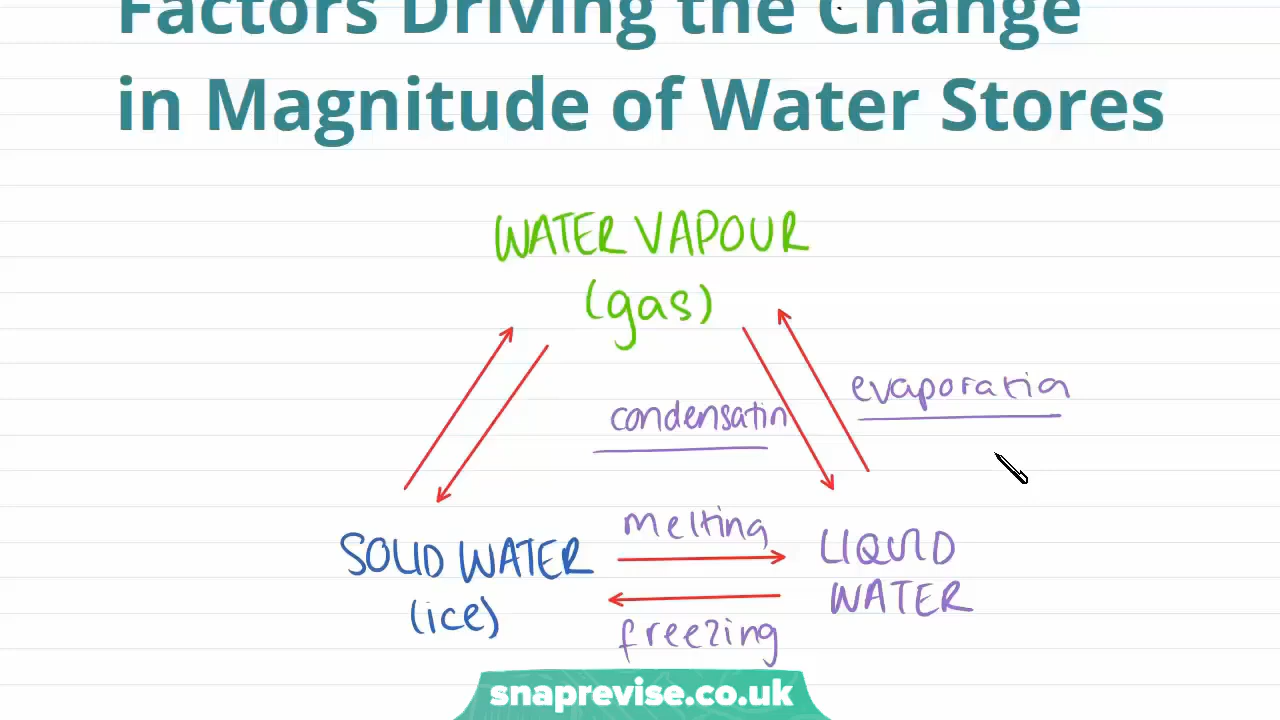 Factors Driving the Change
in Magnitude of Water Stores
WATER VAPOUR
(gas)
evaporation
condensatin
melting
SOLID WATER
(ice)
LIQUID
WATER
freezing
snaprevise.co.uk